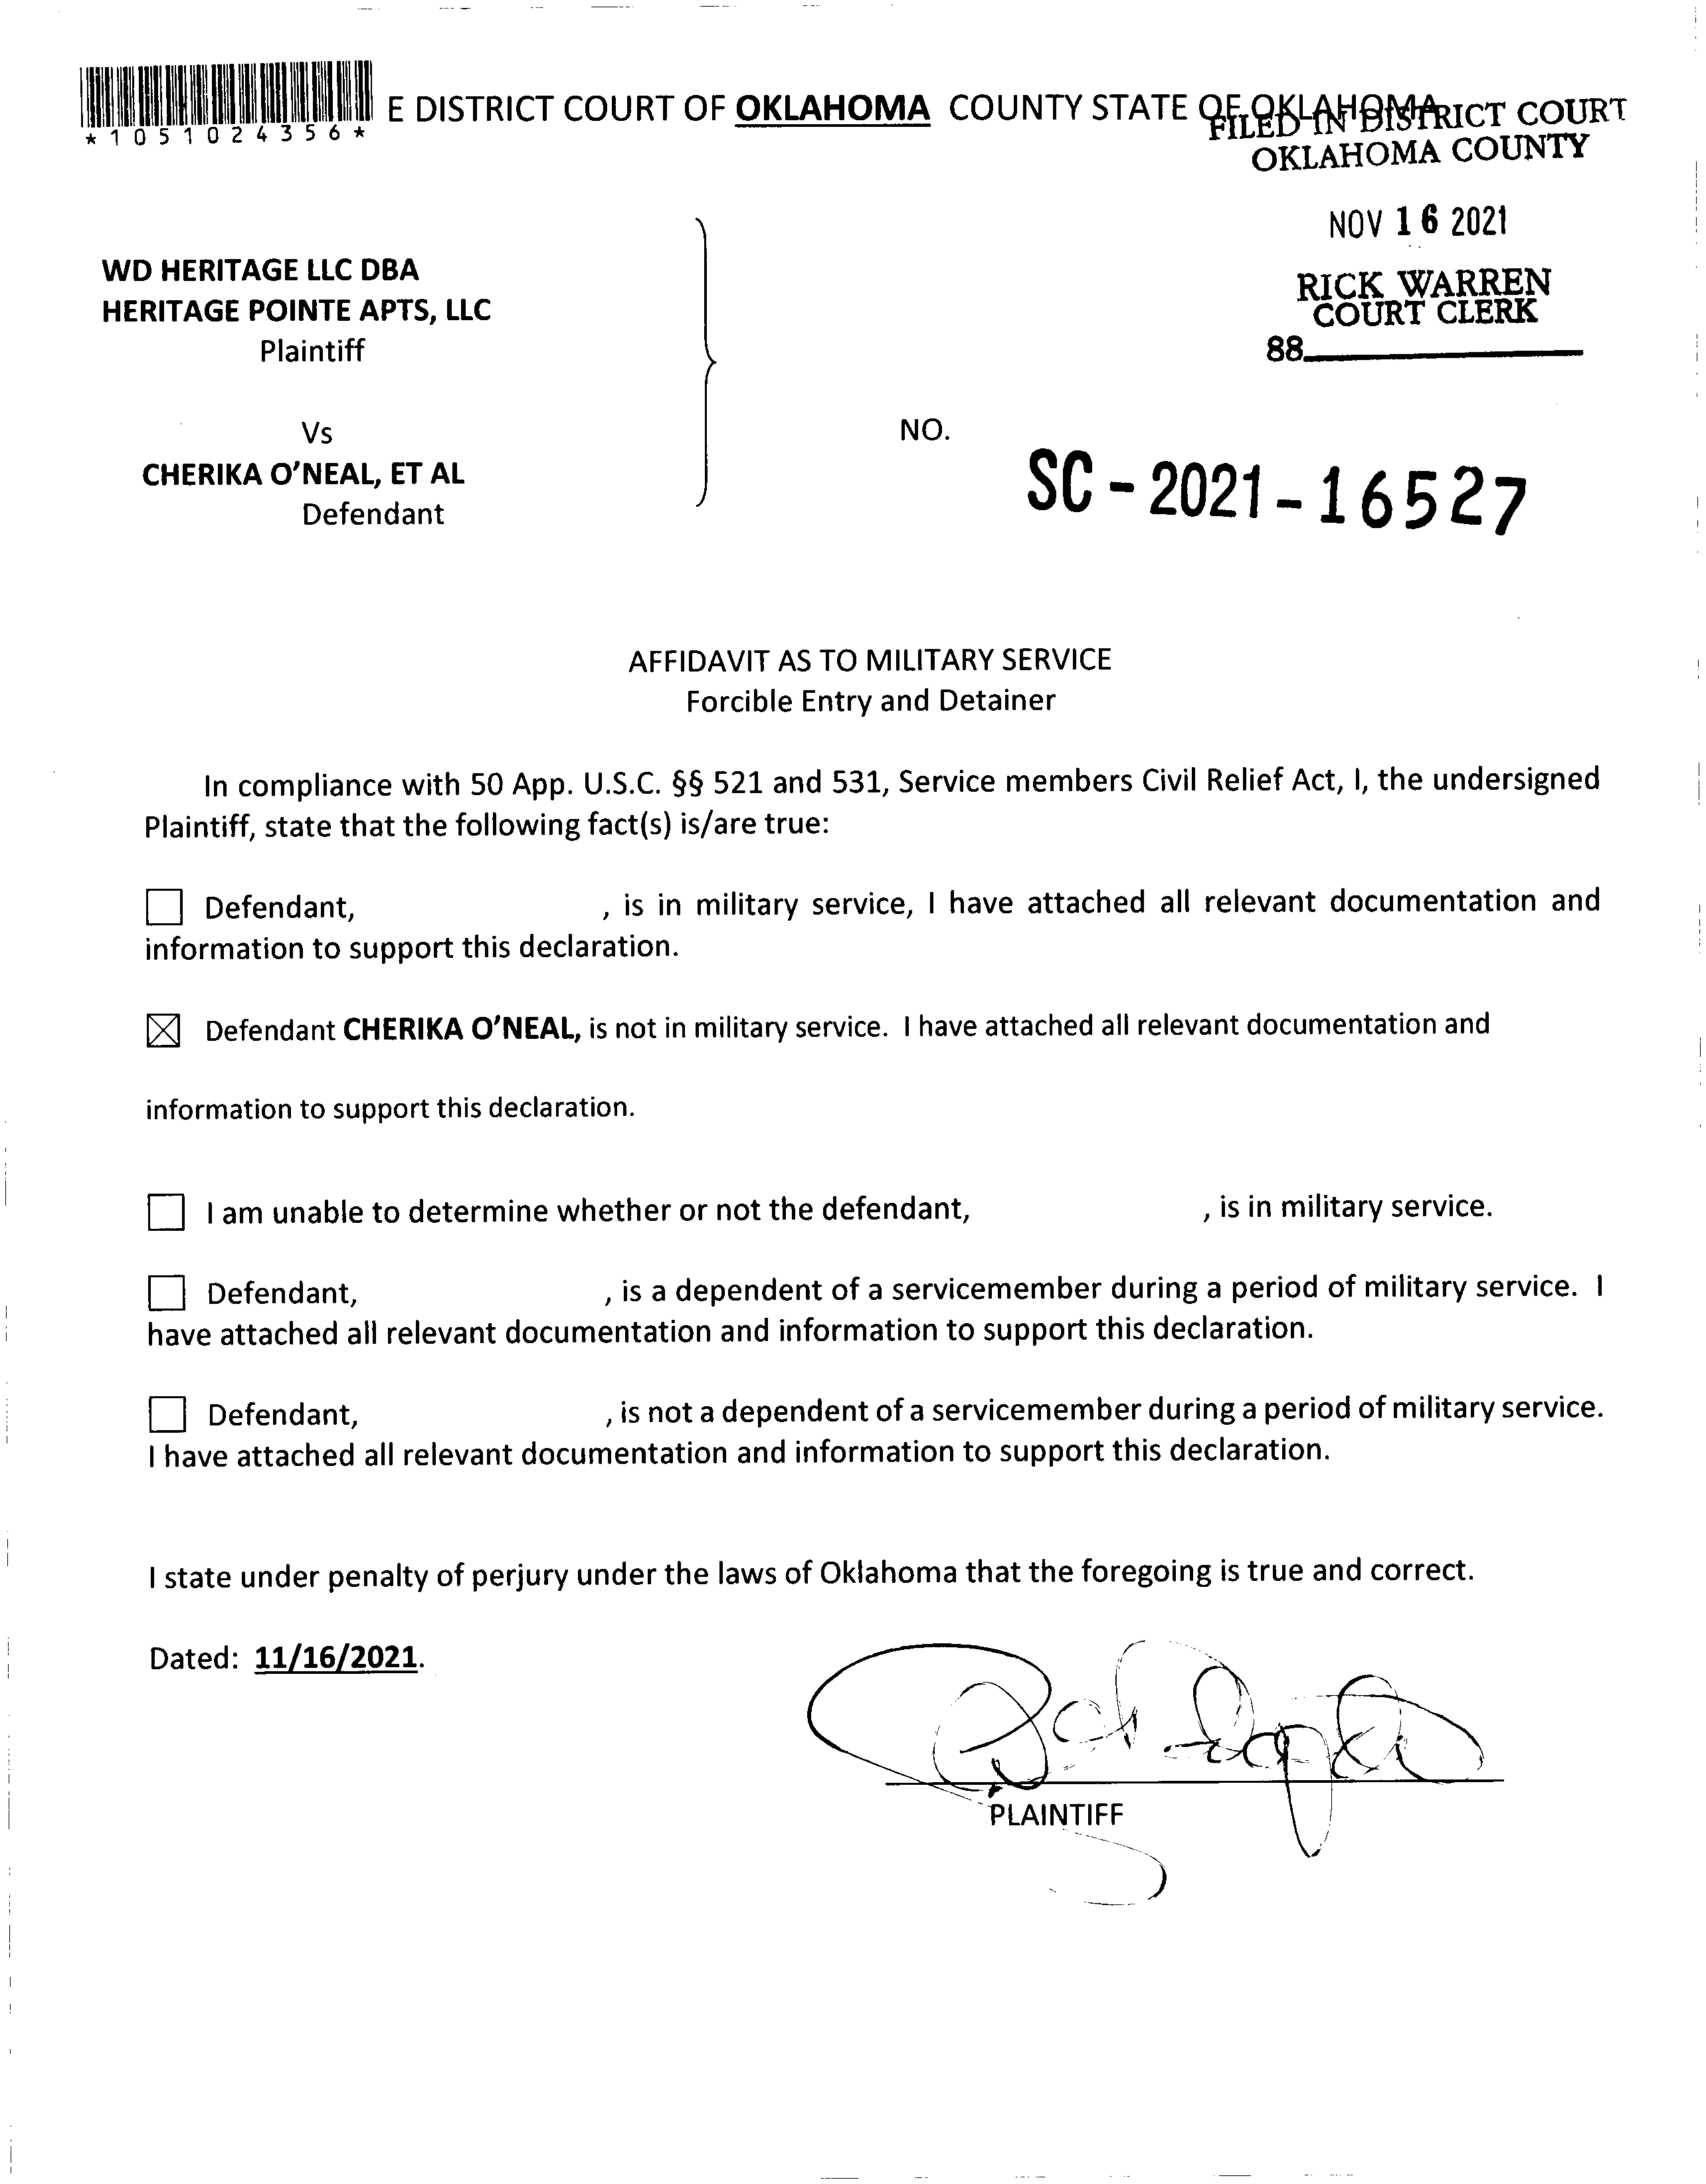 E DISTRICT COURT OF OKLAHOMA COUNTY STATE OF OKLAHOMA
*1051024356*
FILED IN DISTRICT COURT
OKLAHOMA COUNTY
NOV 16 2021
RICK WARREN
COURT CLERK
88
WD HERITAGE LLC DBA
HERITAGE POINTE APTS, LLC
Plaintiff
Vs
CHERIKA O'NEAL, ET AL
Defendant
NO.
SC-2021-16527
AFFIDAVIT AS TO MILITARY SERVICE
Forcible Entry and Detainer
In compliance with 50 App. U.S.C. §§ 521 and 531, Service members Civil Relief Act, I, the undersigned
Plaintiff, state that the following fact(s) is/are true:
☐ Defendant, , is in military service, I have attached all relevant documentation and
information to support this declaration.
☒ Defendant CHERIKA O'NEAL, is not in military service. I have attached all relevant documentation and
information to support this declaration.
☐ I am unable to determine whether or not the defendant, , is in military service.
☐ Defendant, , is a dependent of a servicemember during a period of military service. I
have attached all relevant documentation and information to support this declaration.
☐ Defendant, , is not a dependent of a servicemember during a period of military service.
I have attached all relevant documentation and information to support this declaration.
I state under penalty of perjury under the laws of Oklahoma that the foregoing is true and correct.
Dated: 11/16/2021.
PLAINTIFF